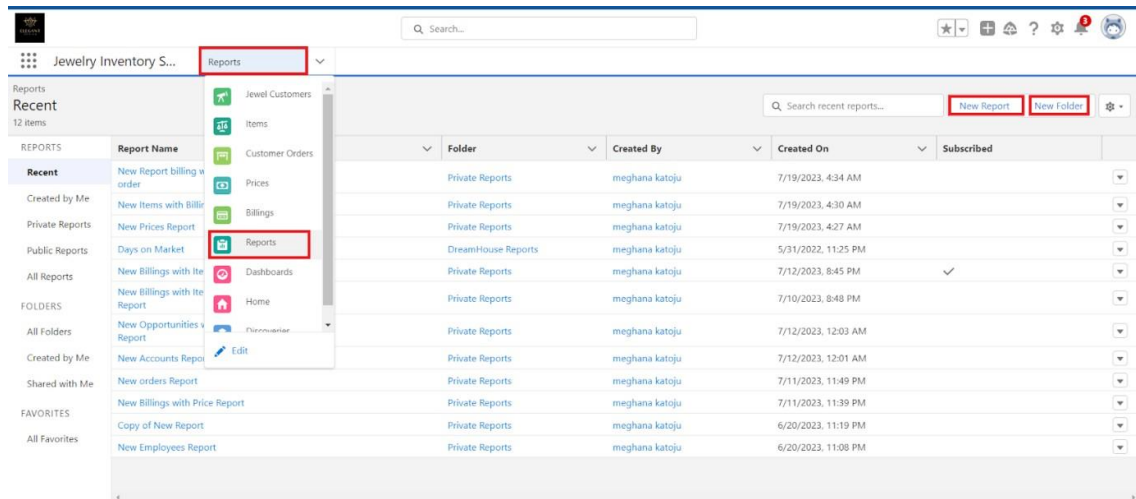 Search...
3
Jewelry Inventory S...
Reports
Reports
Recent
12 items
Search recent reports...
New Report
New Folder
Jewel Customers
Items
Customer Orders
Prices
Billings
Reports
Dashboards
Home
Discoveries
Edit
REPORTS
Recent
Created by Me
Private Reports
Public Reports
All Reports
FOLDERS
All Folders
Created by Me
Shared with Me
FAVORITES
All Favorites
Report Name Folder Created By Created On Subscribed
New Report billing w
order Private Reports meghana katoju 7/19/2023, 4:34 AM
New Items with Billin Private Reports meghana katoju 7/19/2023, 4:30 AM
New Prices Report Private Reports meghana katoju 7/19/2023, 4:27 AM
Days on Market DreamHouse Reports meghana katoju 5/31/2022, 11:25 PM
New Billings with Ite Private Reports meghana katoju 7/12/2023, 8:45 PM
New Billings with Ite
Report Private Reports meghana katoju 7/10/2023, 8:48 PM
New Opportunities w
Report Private Reports meghana katoju 7/12/2023, 12:03 AM
New Accounts Repo Private Reports meghana katoju 7/12/2023, 12:01 AM
New orders Report Private Reports meghana katoju 7/11/2023, 11:49 PM
New Billings with Price Report Private Reports meghana katoju 7/11/2023, 11:39 PM
Copy of New Report Private Reports meghana katoju 6/20/2023, 11:19 PM
New Employees Report Private Reports meghana katoju 6/20/2023, 11:08 PM